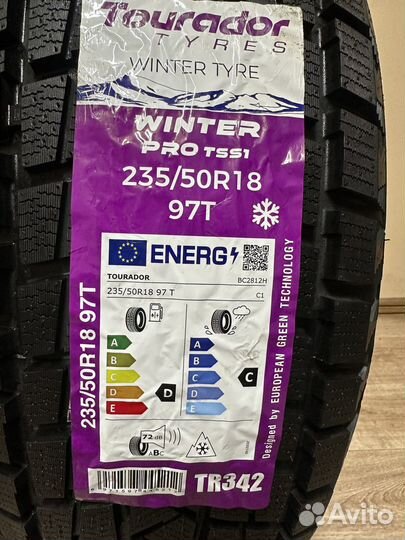 Tourador
TYRES
WINTER TYRE
WINTER
PRO TSS1
235/50R18
97T
ENERG
TOURADOR
BC2812H
235/50R18 97 T
C1
A
B
C
D
E
D
A
B
C
D
E
C
72 dB
ABC
235/50R18 97T
Designed by EUROPEAN GREEN TECHNOLOGY
TR342
Avito